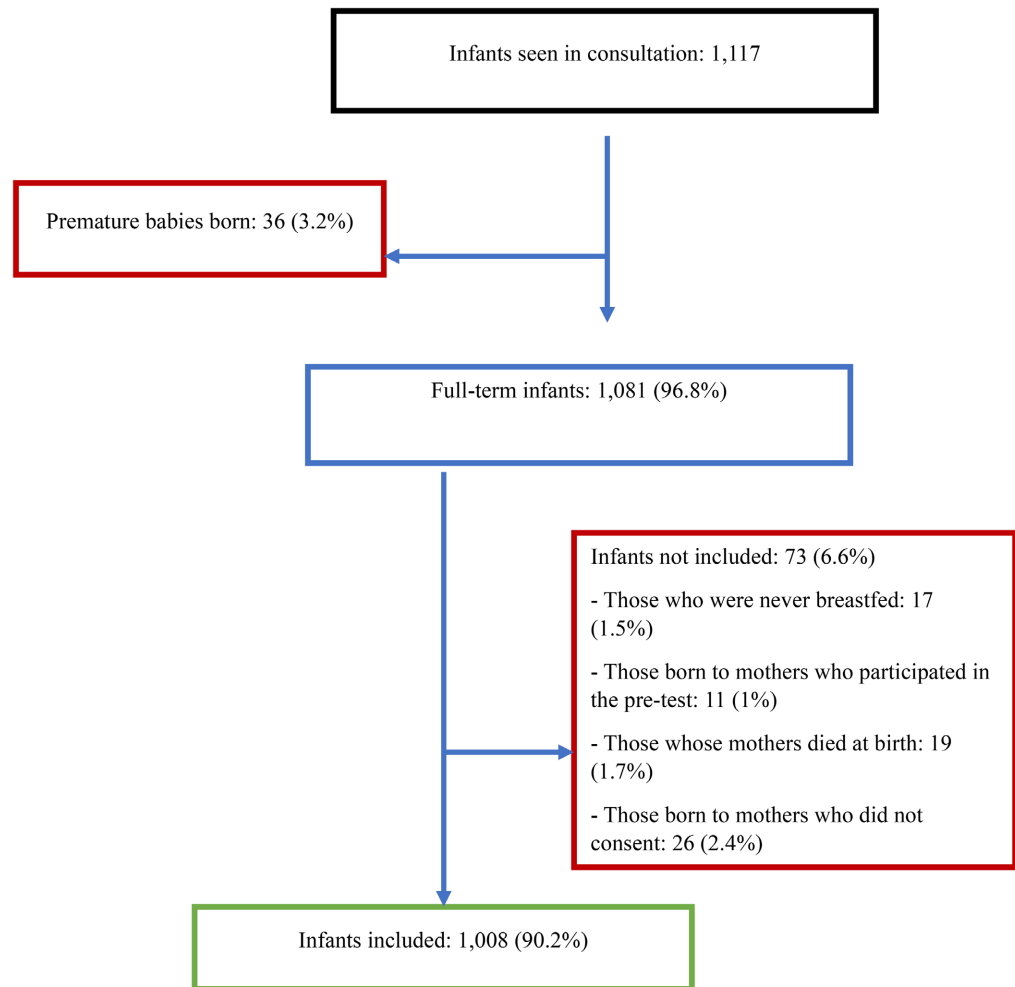 Infants seen in consultation: 1,117
Premature babies born: 36 (3.2%)
Full-term infants: 1,081 (96.8%)
Infants not included: 73 (6.6%)
- Those who were never breastfed: 17
(1.5%)
- Those born to mothers who participated in
the pre-test: 11 (1%)
- Those whose mothers died at birth: 19
(1.7%)
- Those born to mothers who did not
consent: 26 (2.4%)
Infants included: 1,008 (90.2%)